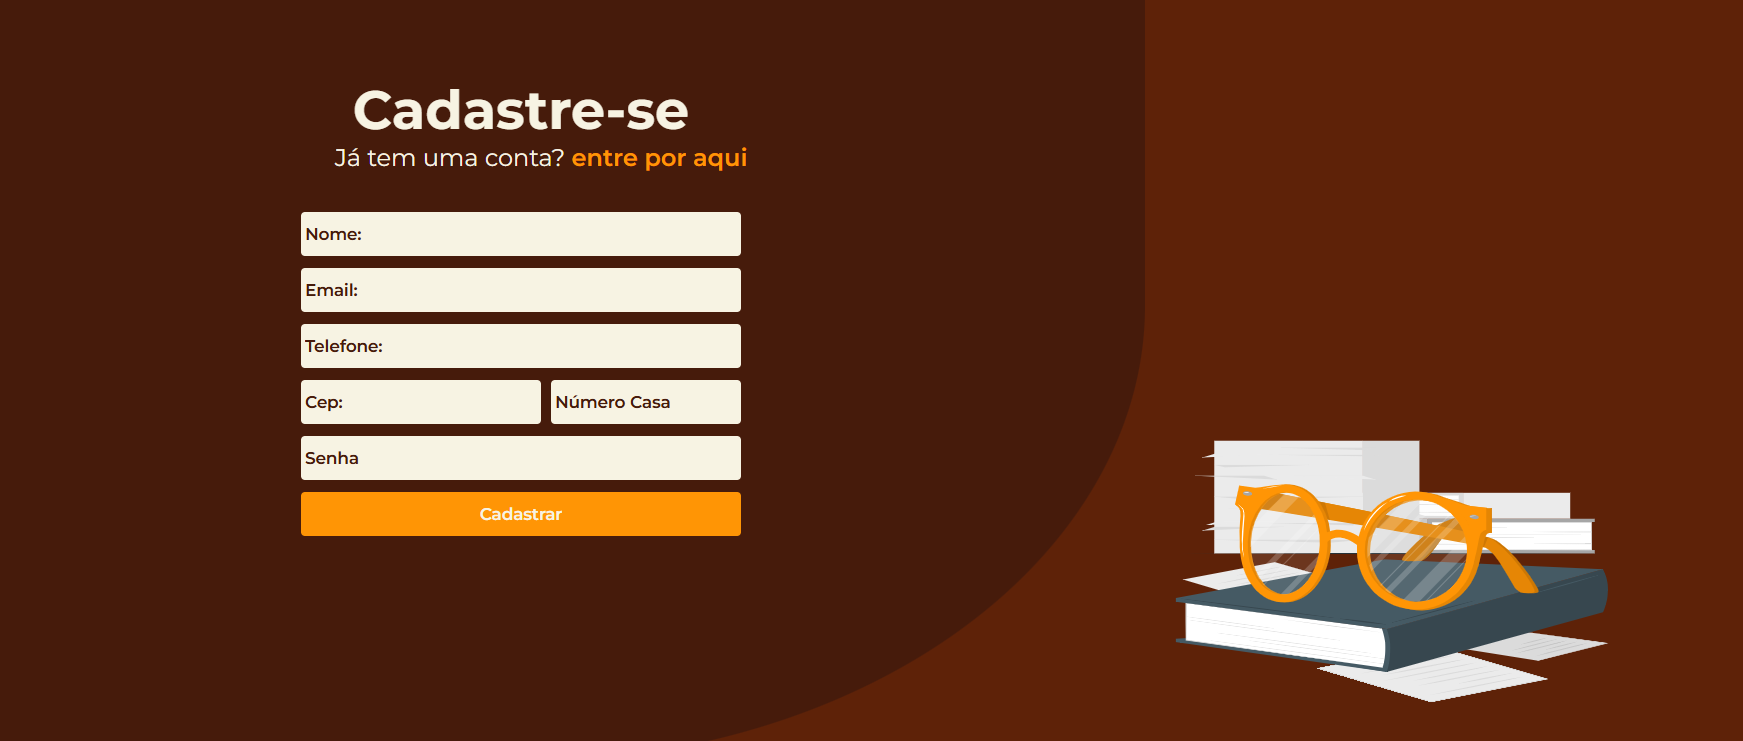 Cadastre-se
Já tem uma conta? entre por aqui
Nome:
Email:
Telefone:
Cep:
Número Casa
Senha
Cadastrar